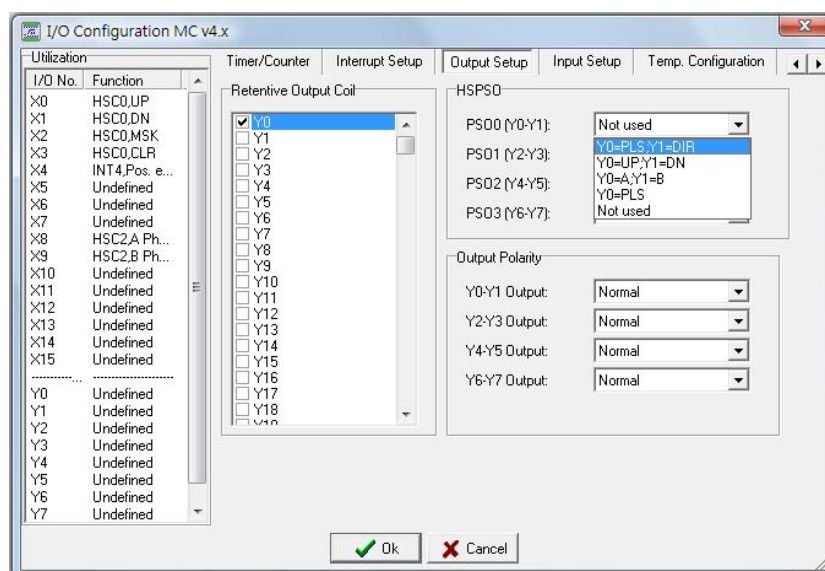 I/O Configuration MC v4.x
Utilization
I/O No. Function
X0 HSC0,UP
X1 HSC0,DN
X2 HSC0,MSK
X3 HSC0,CLR
X4 INT4,Pos. e...
X5 Undefined
X6 Undefined
X7 Undefined
X8 HSC2,A Ph...
X9 HSC2,B Ph...
X10 Undefined
X11 Undefined
X12 Undefined
X13 Undefined
X14 Undefined
X15 Undefined
-----------... ----------------------
Y0 Undefined
Y1 Undefined
Y2 Undefined
Y3 Undefined
Y4 Undefined
Y5 Undefined
Y6 Undefined
Y7 Undefined
Timer/Counter Interrupt Setup Output Setup Input Setup Temp. Configuration
Retentive Output Coil
Y0
Y1
Y2
Y3
Y4
Y5
Y6
Y7
Y8
Y9
Y10
Y11
Y12
Y13
Y14
Y15
Y16
Y17
Y18
Y19
HSPSO
PSO0 (Y0-Y1): Not used
Y0=PLS;Y1=DIR
Y0=UP;Y1=DN
Y0=A;Y1=B
Y0=PLS
Not used
PSO1 (Y2-Y3):
PSO2 (Y4-Y5):
PSO3 (Y6-Y7):
Output Polarity
Y0-Y1 Output: Normal
Y2-Y3 Output: Normal
Y4-Y5 Output: Normal
Y6-Y7 Output: Normal
Ok
Cancel